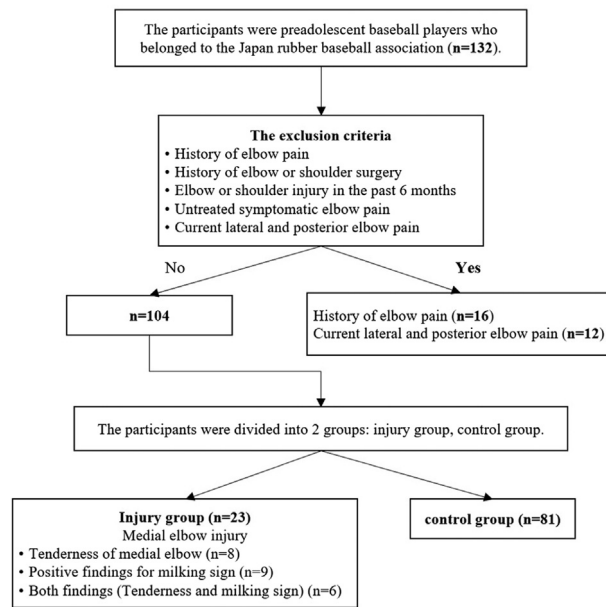 The participants were preadolescent baseball players who
belonged to the Japan rubber baseball association (n=132).
The exclusion criteria
• History of elbow pain
• History of elbow or shoulder surgery
• Elbow or shoulder injury in the past 6 months
• Untreated symptomatic elbow pain
• Current lateral and posterior elbow pain
No
Yes
n=104
History of elbow pain (n=16)
Current lateral and posterior elbow pain (n=12)
The participants were divided into 2 groups: injury group, control group.
Injury group (n=23)
Medial elbow injury
• Tenderness of medial elbow (n=8)
• Positive findings for milking sign (n=9)
• Both findings (Tenderness and milking sign) (n=6)
control group (n=81)